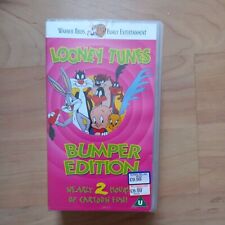 WARNER BROS. FAMILY ENTERTAINMENT
LOONEY TUNES
BUMPER
EDITION
NEARLY 2 HOURS
OF CARTOON FUN!
U